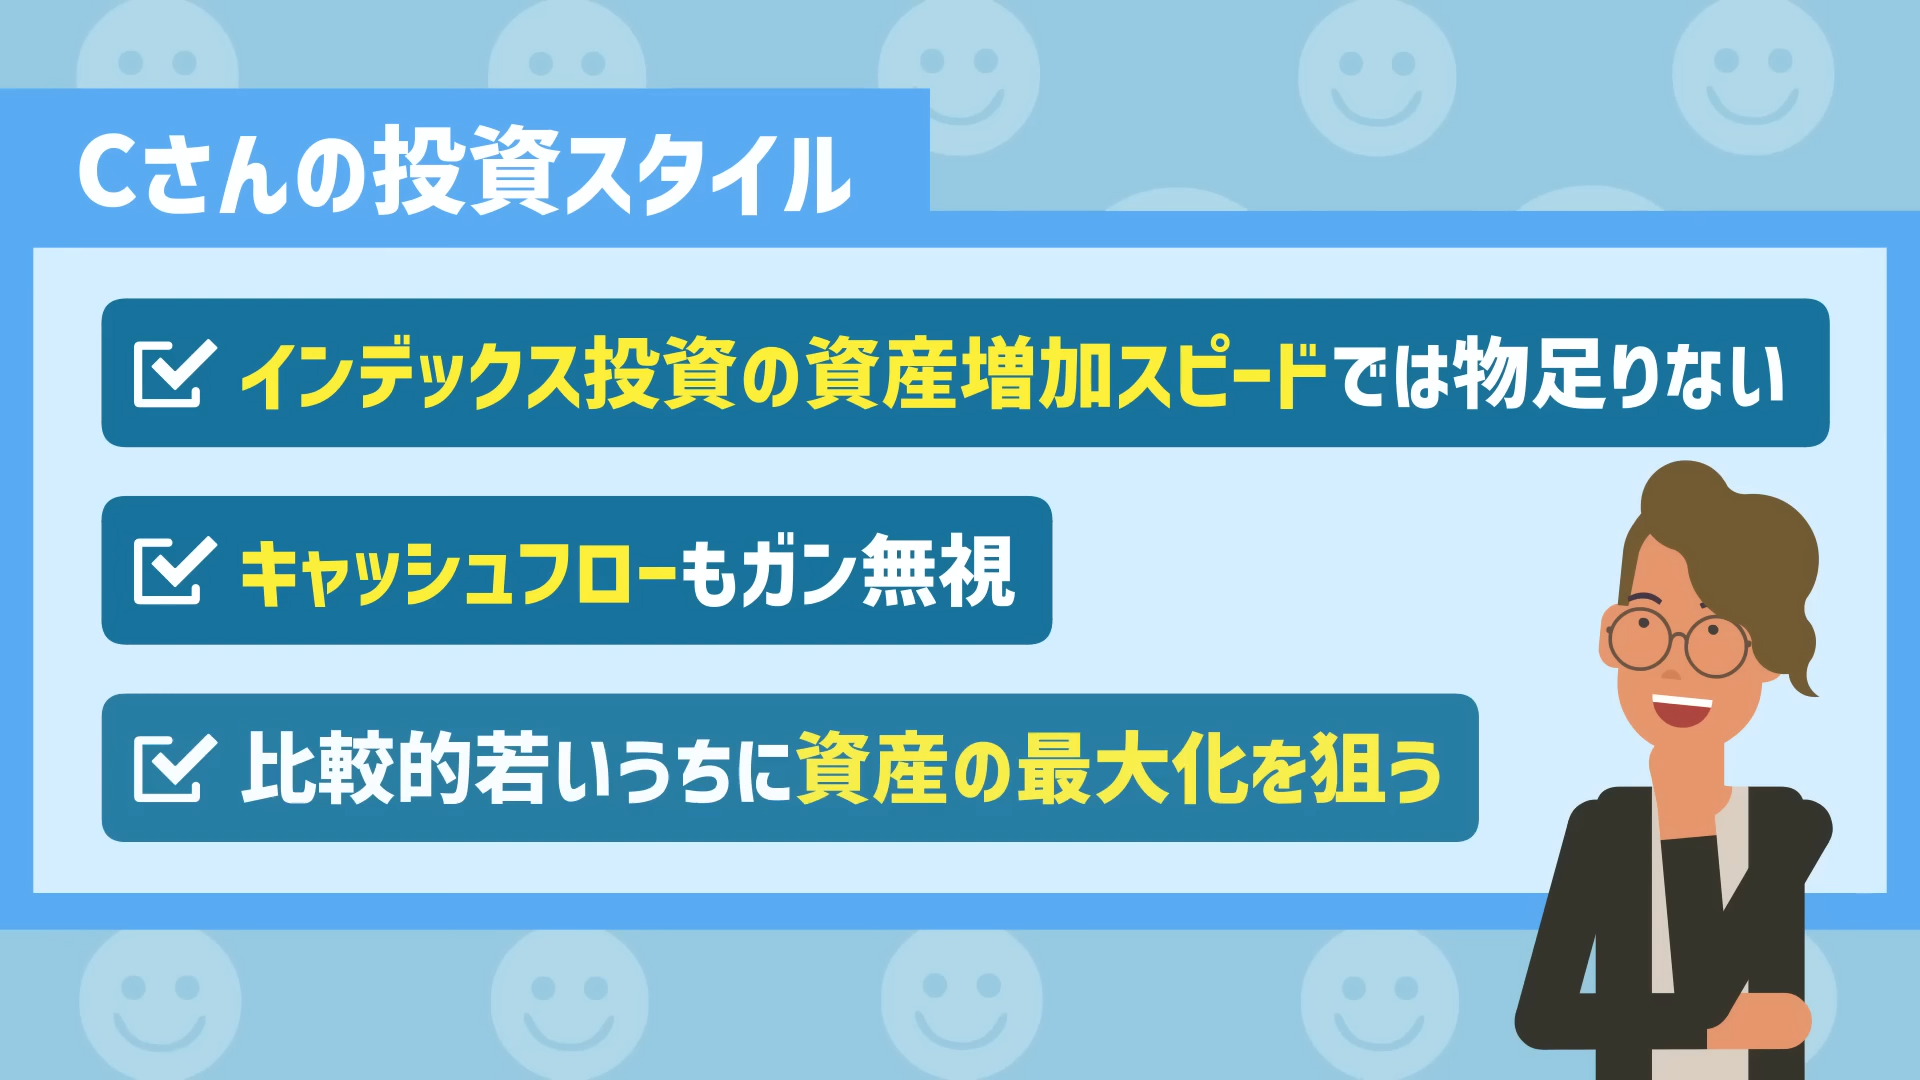 Cさんの投資スタイル
インデックス投資の資産増加スピードでは物足りない
キャッシュフローもガン無視
比較的若いうちに資産の最大化を狙う